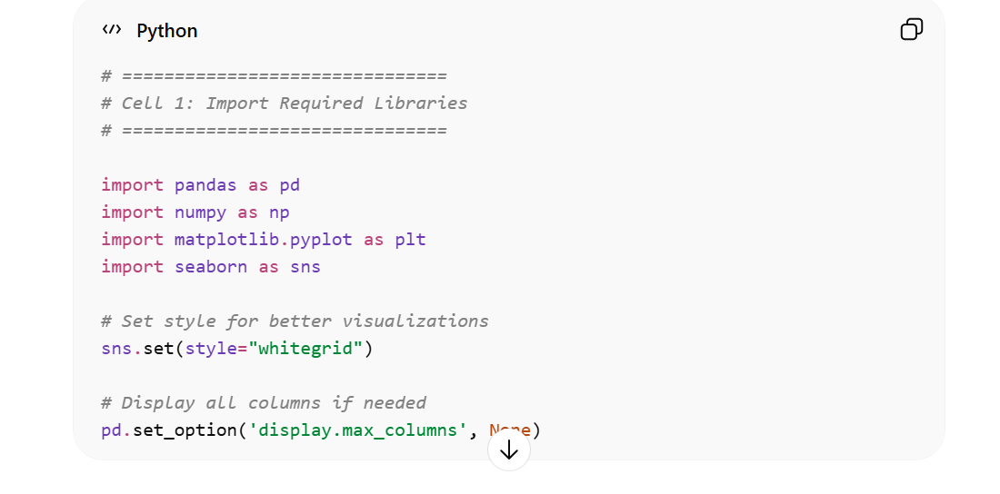 Python
# ===============================
# Cell 1: Import Required Libraries
# ===============================
import pandas as pd
import numpy as np
import matplotlib.pyplot as plt
import seaborn as sns
# Set style for better visualizations
sns.set(style="whitegrid")
# Display all columns if needed
pd.set_option('display.max_columns', None)